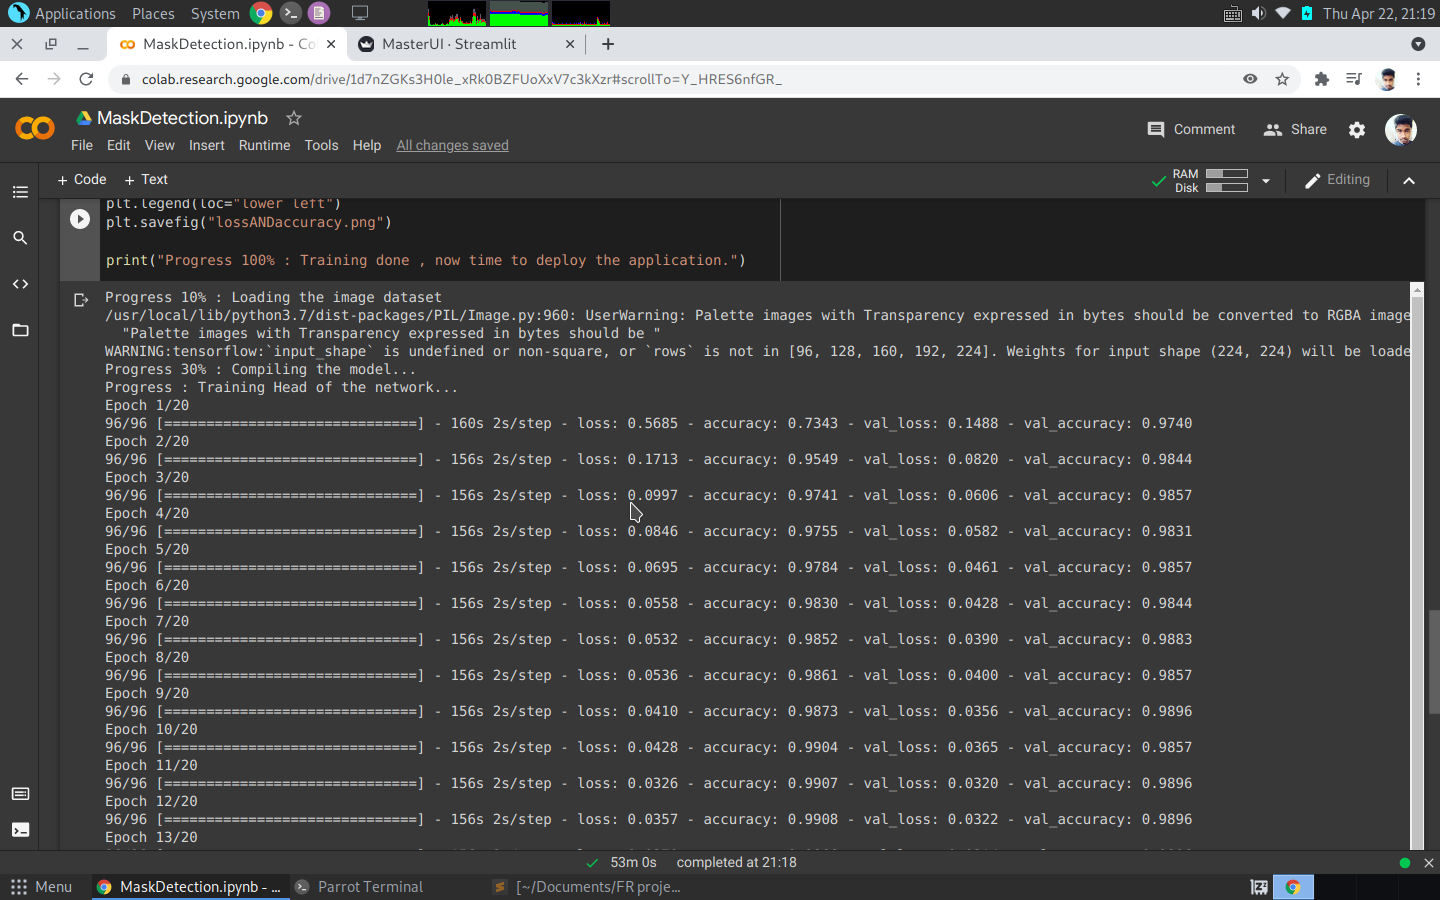 Applications Places System Thu Apr 22, 21:19
MaskDetection.ipynb - Co MasterUI · Streamlit
colab.research.google.com/drive/1d7nZGKs3H0le_xRk0BZFUoXxV7c3kXzr#scrollTo=Y_HRES6nfGR_
MaskDetection.ipynb
Comment Share
File Edit View Insert Runtime Tools Help All changes saved
+ Code + Text RAM Disk Editing
plt.legend(loc="lower left")
plt.savefig("lossANDaccuracy.png")
print("Progress 100% : Training done , now time to deploy the application.")
Progress 10% : Loading the image dataset
/usr/local/lib/python3.7/dist-packages/PIL/Image.py:960: UserWarning: Palette images with Transparency expressed in bytes should be converted to RGBA image
"Palette images with Transparency expressed in bytes should be "
WARNING:tensorflow:`input_shape` is undefined or non-square, or `rows` is not in [96, 128, 160, 192, 224]. Weights for input shape (224, 224) will be loade
Progress 30% : Compiling the model...
Progress : Training Head of the network...
Epoch 1/20
96/96 [==============================] - 160s 2s/step - loss: 0.5685 - accuracy: 0.7343 - val_loss: 0.1488 - val_accuracy: 0.9740
Epoch 2/20
96/96 [==============================] - 156s 2s/step - loss: 0.1713 - accuracy: 0.9549 - val_loss: 0.0820 - val_accuracy: 0.9844
Epoch 3/20
96/96 [==============================] - 156s 2s/step - loss: 0.0997 - accuracy: 0.9741 - val_loss: 0.0606 - val_accuracy: 0.9857
Epoch 4/20
96/96 [==============================] - 156s 2s/step - loss: 0.0846 - accuracy: 0.9755 - val_loss: 0.0582 - val_accuracy: 0.9831
Epoch 5/20
96/96 [==============================] - 156s 2s/step - loss: 0.0695 - accuracy: 0.9784 - val_loss: 0.0461 - val_accuracy: 0.9857
Epoch 6/20
96/96 [==============================] - 156s 2s/step - loss: 0.0558 - accuracy: 0.9830 - val_loss: 0.0428 - val_accuracy: 0.9844
Epoch 7/20
96/96 [==============================] - 156s 2s/step - loss: 0.0532 - accuracy: 0.9852 - val_loss: 0.0390 - val_accuracy: 0.9883
Epoch 8/20
96/96 [==============================] - 156s 2s/step - loss: 0.0536 - accuracy: 0.9861 - val_loss: 0.0400 - val_accuracy: 0.9857
Epoch 9/20
96/96 [==============================] - 156s 2s/step - loss: 0.0410 - accuracy: 0.9873 - val_loss: 0.0356 - val_accuracy: 0.9896
Epoch 10/20
96/96 [==============================] - 156s 2s/step - loss: 0.0428 - accuracy: 0.9904 - val_loss: 0.0365 - val_accuracy: 0.9857
Epoch 11/20
96/96 [==============================] - 156s 2s/step - loss: 0.0326 - accuracy: 0.9907 - val_loss: 0.0320 - val_accuracy: 0.9896
Epoch 12/20
96/96 [==============================] - 156s 2s/step - loss: 0.0357 - accuracy: 0.9908 - val_loss: 0.0322 - val_accuracy: 0.9896
Epoch 13/20
53m 0s completed at 21:18
Menu MaskDetection.ipynb - ... Parrot Terminal [~/Documents/FR proje...